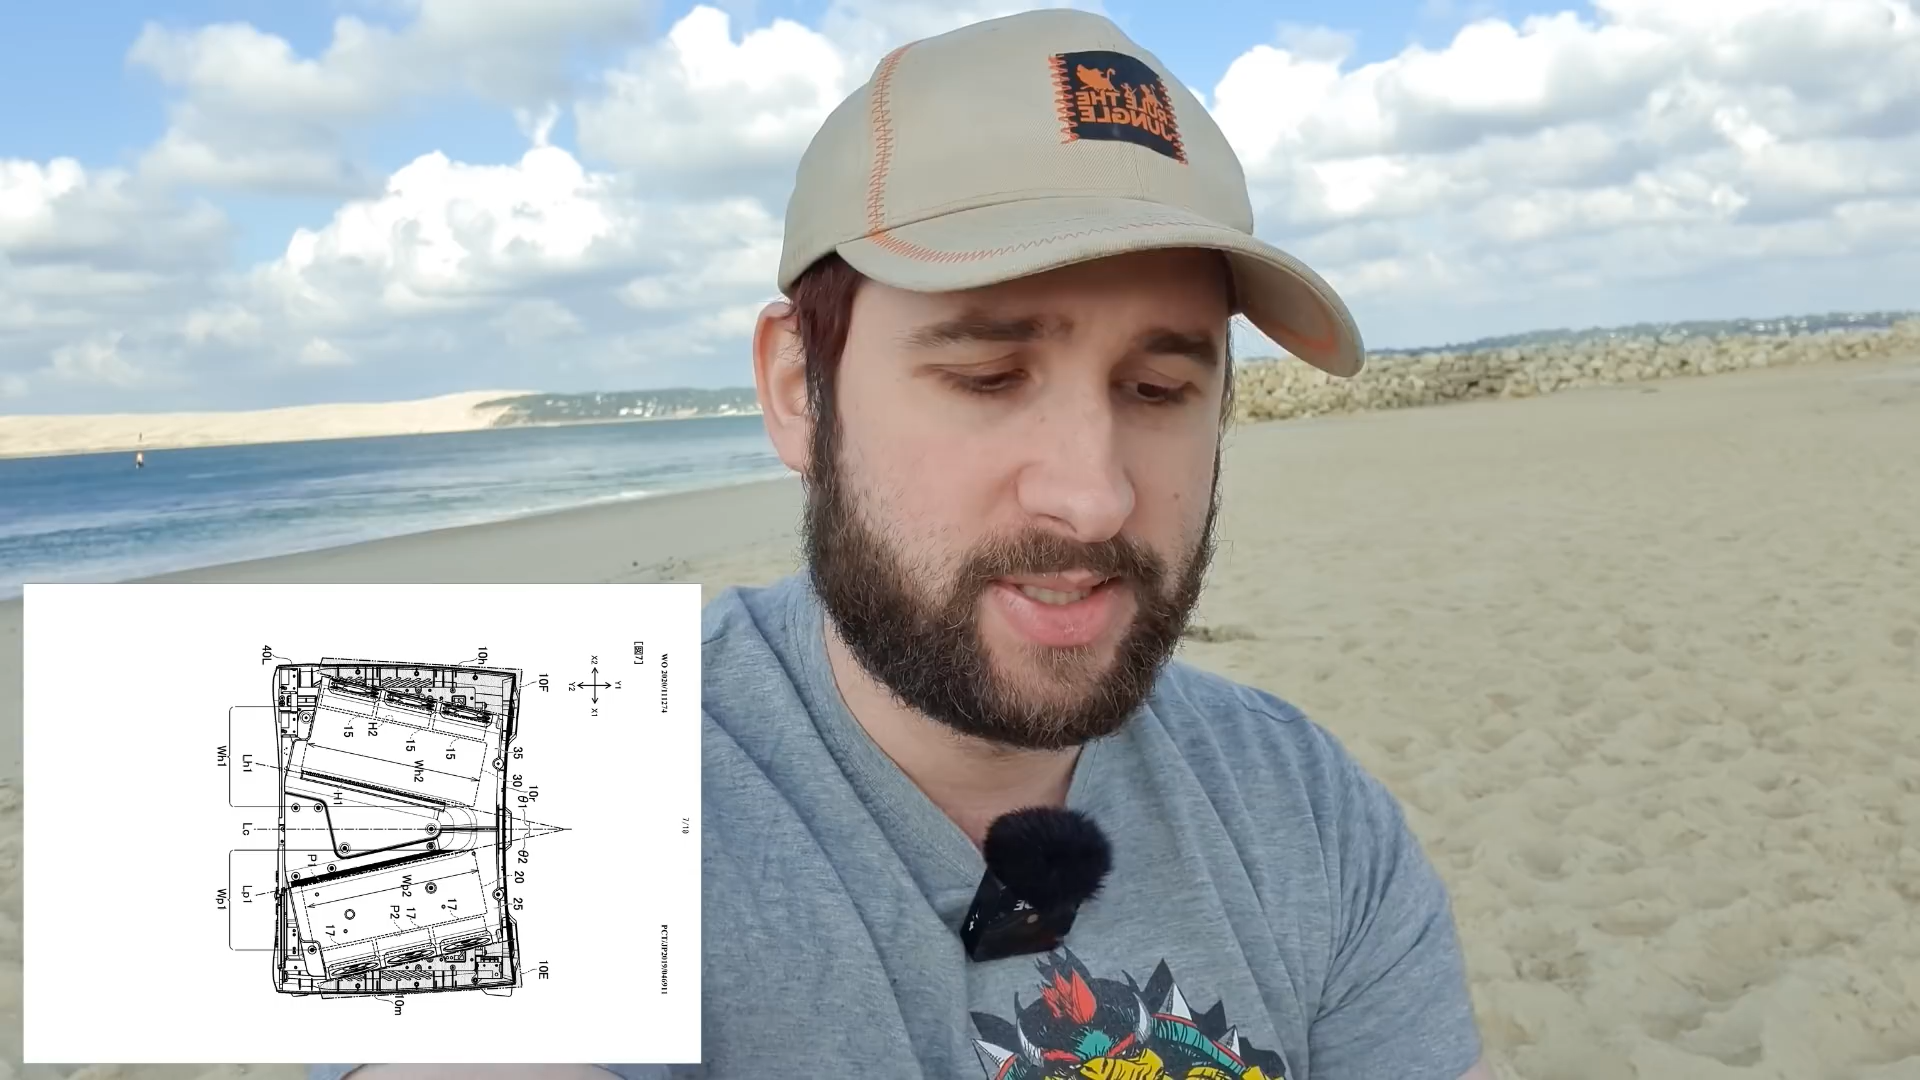 RULE THE
JUNGLE
WO 2020/111274
PCT/JP2019/046911
7/10
[図7]
X2
Y2
Y1
X1
40L
10h
10F
15
H2
15
15
35
Wh2
30
10r
θ1
H1
Wh1
Lh1
Lc
θ2
P1
20
Wp2
25
Lp1
Wp1
17
17
P2
17
10E
10m